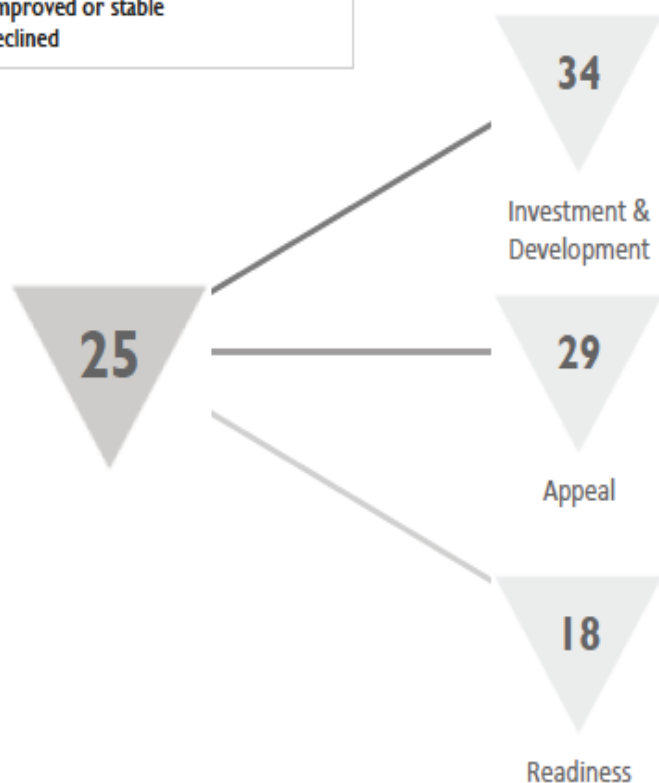 mproved or stable
eclined
34
Investment &
Development
25
29
Appeal
18
Readiness